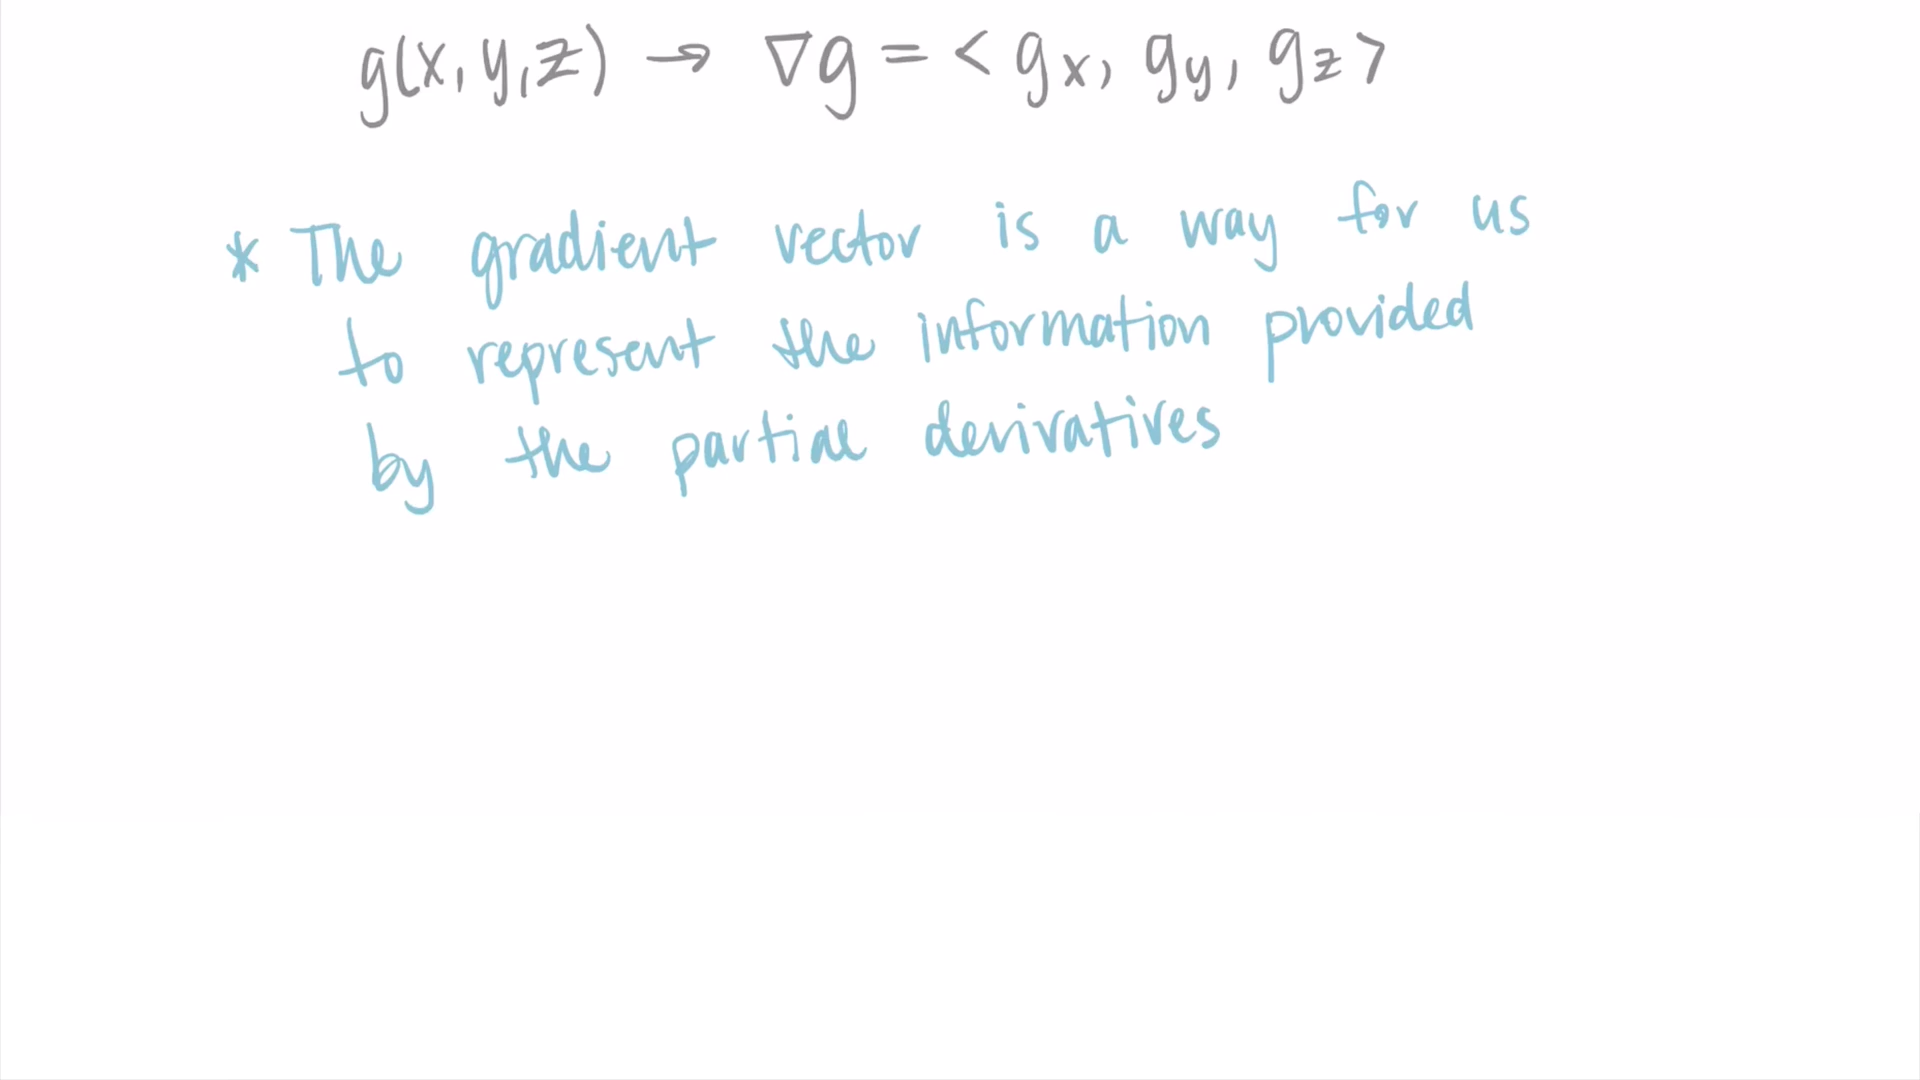 g(x, y, z) → ∇g = < gx, gy, gz >
* The gradient vector is a way for us
to represent the information provided
by the partial derivatives